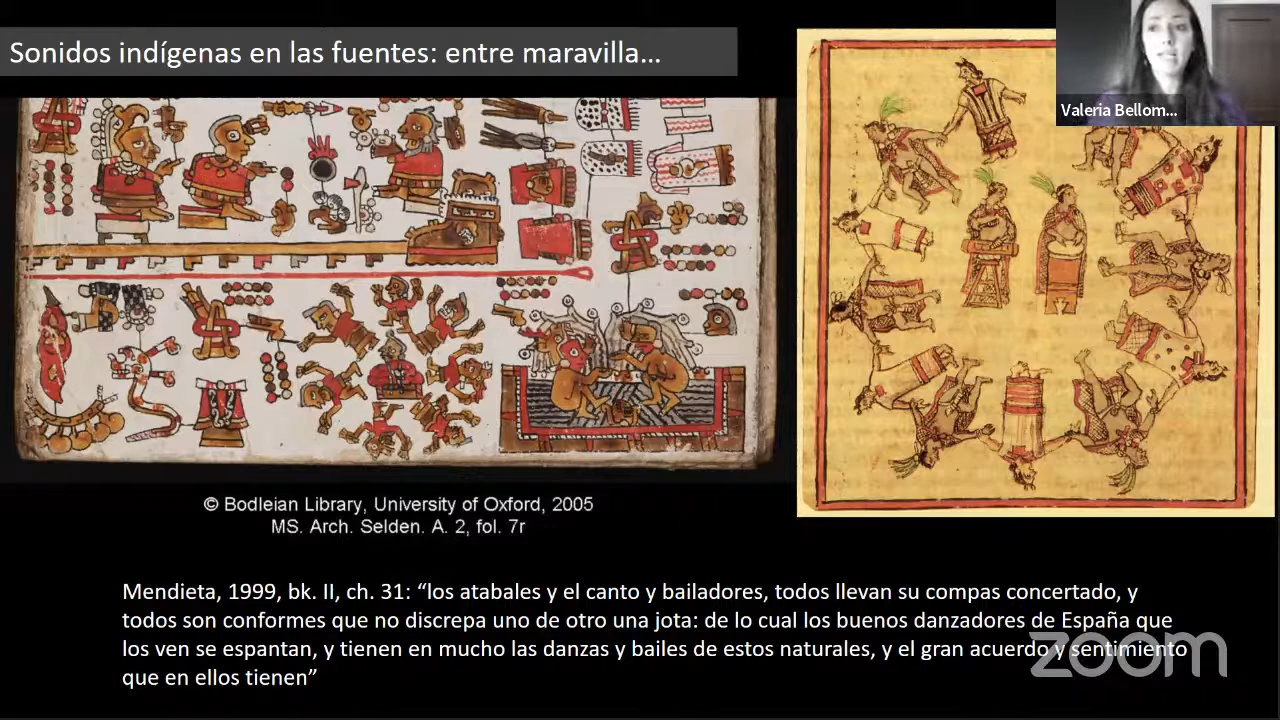 Sonidos indígenas en las fuentes: entre maravilla...
Valeria Bellom...
© Bodleian Library, University of Oxford, 2005
MS. Arch. Selden. A. 2, fol. 7r
Mendieta, 1999, bk. II, ch. 31: “los atabales y el canto y bailadores, todos llevan su compas concertado, y
todos son conformes que no discrepa uno de otro una jota: de lo cual los buenos danzadores de España que
los ven se espantan, y tienen en mucho las danzas y bailes de estos naturales, y el gran acuerdo y sentimiento
que en ellos tienen”
zoom